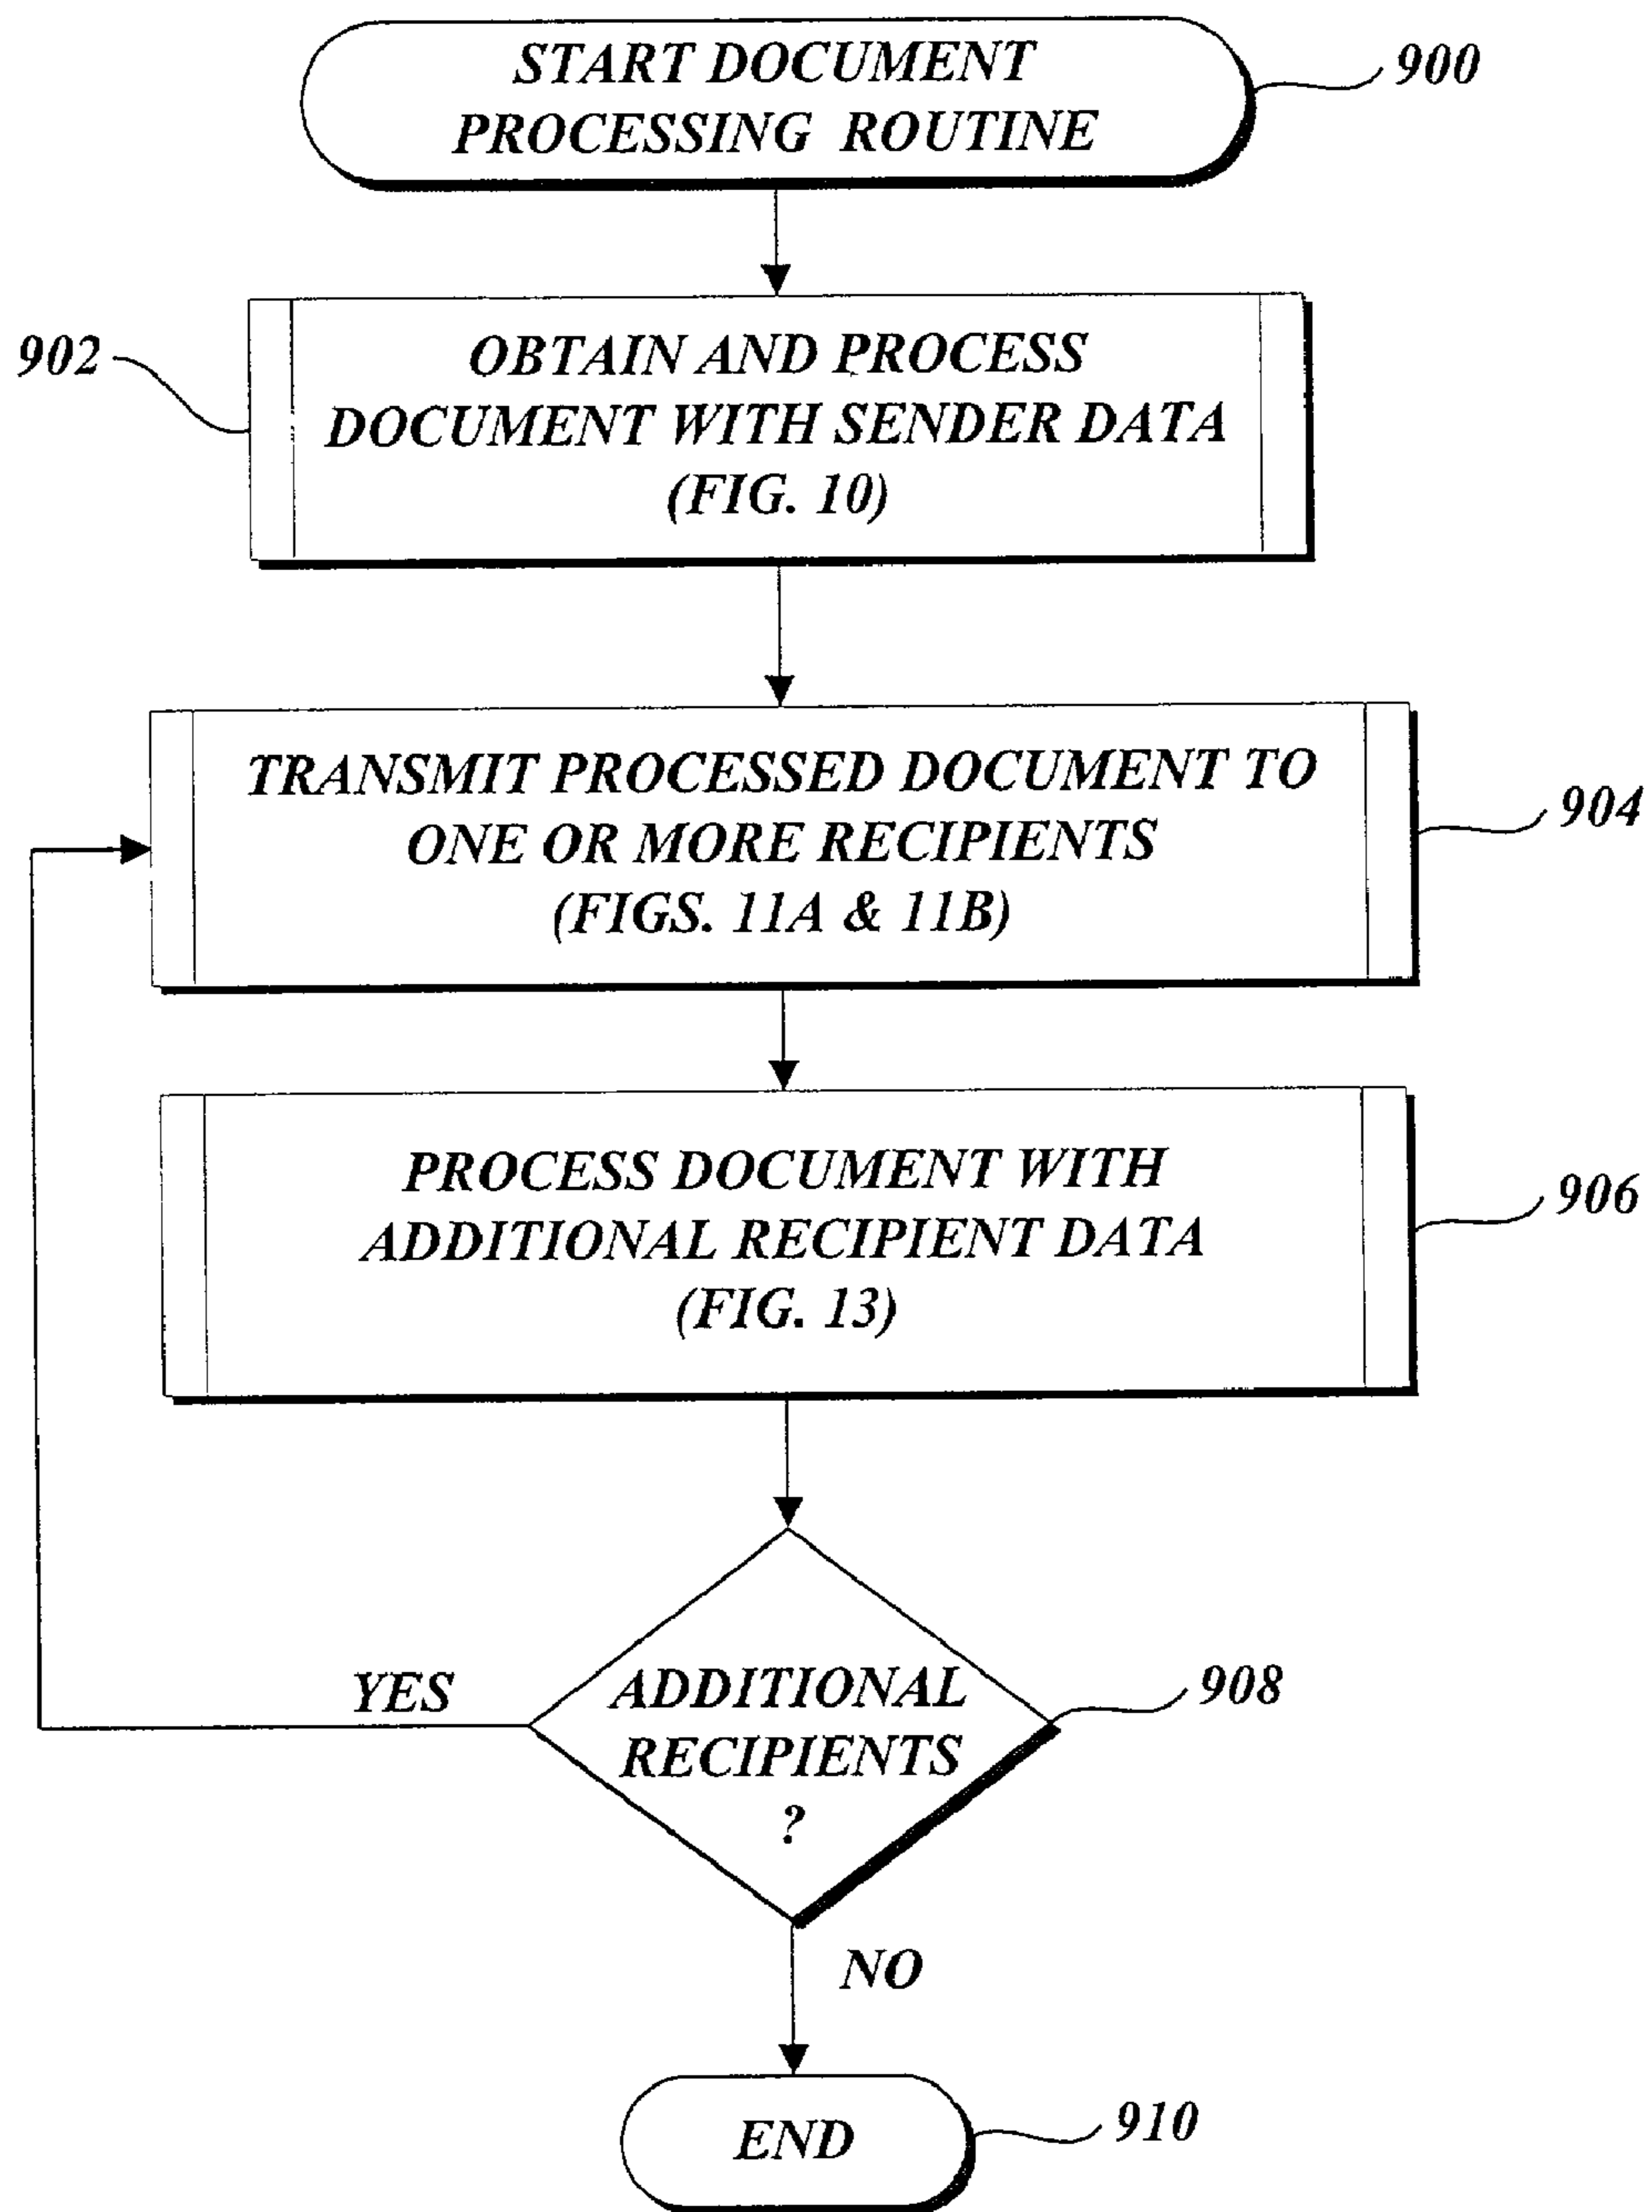 START DOCUMENT
PROCESSING ROUTINE
900
902
OBTAIN AND PROCESS
DOCUMENT WITH SENDER DATA
(FIG. 10)
TRANSMIT PROCESSED DOCUMENT TO
ONE OR MORE RECIPIENTS
(FIGS. 11A & 11B)
904
PROCESS DOCUMENT WITH
ADDITIONAL RECIPIENT DATA
(FIG. 13)
906
YES
ADDITIONAL
RECIPIENTS
?
908
NO
END
910